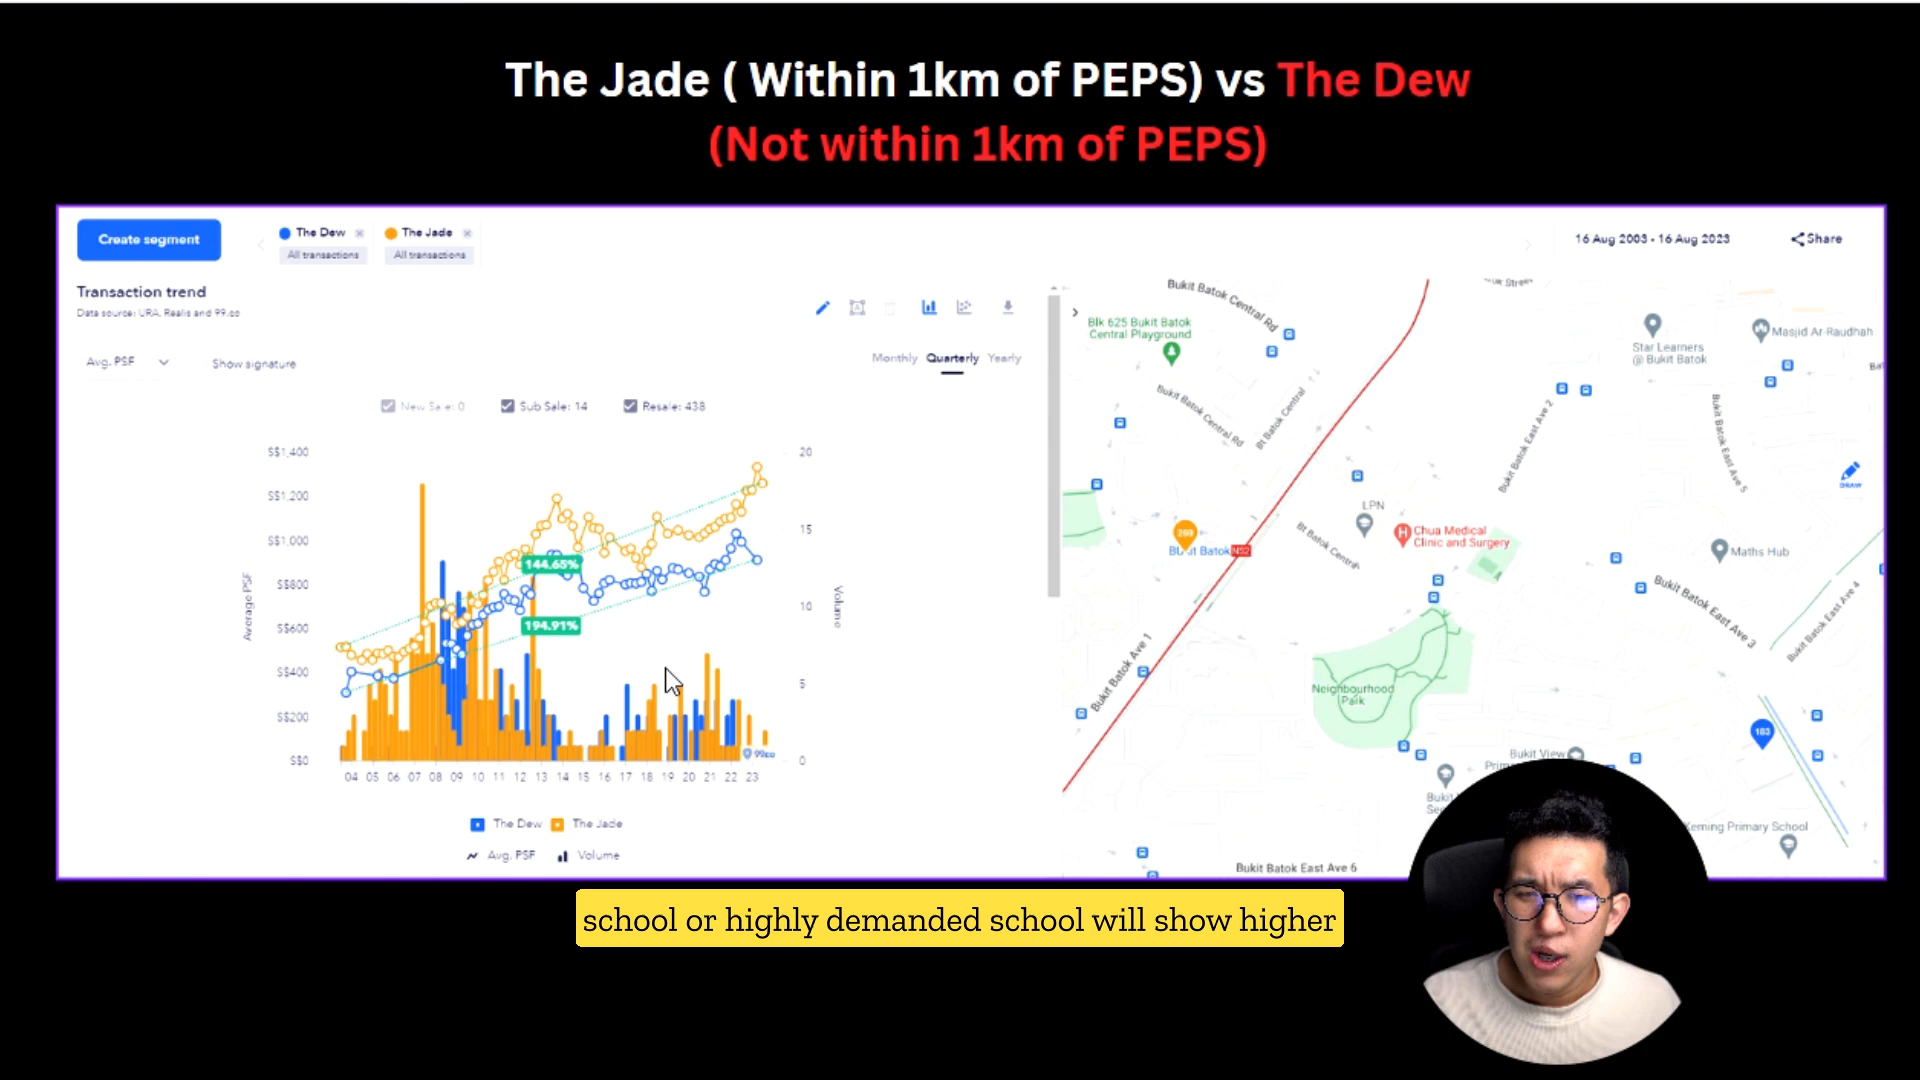 The Jade ( Within 1km of PEPS) vs The Dew
(Not within 1km of PEPS)
Create segment
The Dew
All transactions
The Jade
All transactions
16 Aug 2003 - 16 Aug 2023
Share
Transaction trend
Data source: URA, Realis and 99.co
Avg. PSF
Show signature
Monthly Quarterly Yearly
New Sale: 0
Sub Sale: 14
Resale: 438
S$1,400
S$1,200
S$1,000
S$800
S$600
S$400
S$200
S$0
Average PSF
20
15
10
5
0
Volume
144.65%
194.91%
99co
04 05 06 07 08 09 10 11 12 13 14 15 16 17 18 19 20 21 22 23
The Dew
The Jade
Avg. PSF
Volume
Bukit Batok Central Rd
Blk 625 Bukit Batok
Central Playground
Bukit Batok Central Rd
Bt Batok Central
Star Learners
@ Bukit Batok
Masjid Ar-Raudhah
Bukit Batok East Ave 2
Bukit Batok East Ave 5
DRAW
LPN
Chua Medical
Clinic and Surgery
Bukit Batok
NS2
Bt Batok Central
Maths Hub
Bukit Batok East Ave 3
Bukit Batok East Ave 4
Bukit Batok Ave 1
Neighbourhood
Park
183
Bukit View
Keming Primary School
Bukit Batok East Ave 6
school or highly demanded school will show higher